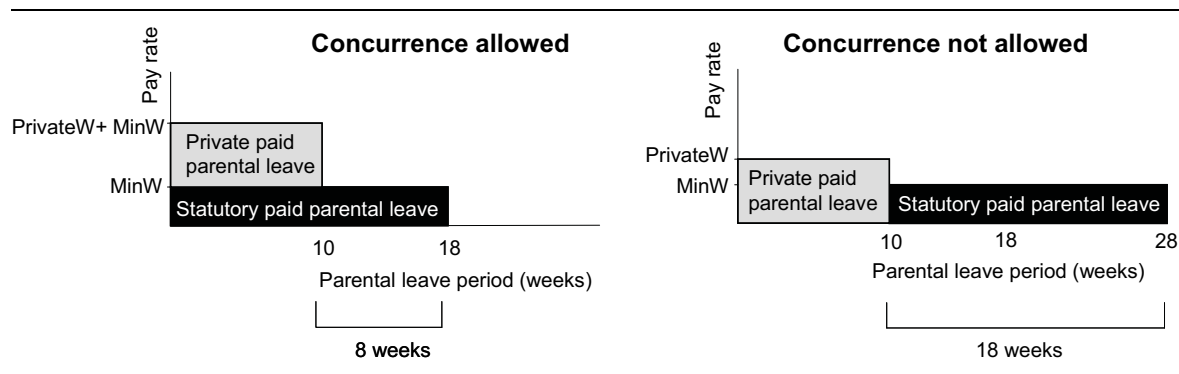 Concurrence allowed
Pay rate
PrivateW+ MinW
Private paid
parental leave
MinW
Statutory paid parental leave
10
18
Parental leave period (weeks)
8 weeks
Concurrence not allowed
Pay rate
PrivateW
MinW
Private paid
parental leave
Statutory paid parental leave
10
18
28
Parental leave period (weeks)
18 weeks